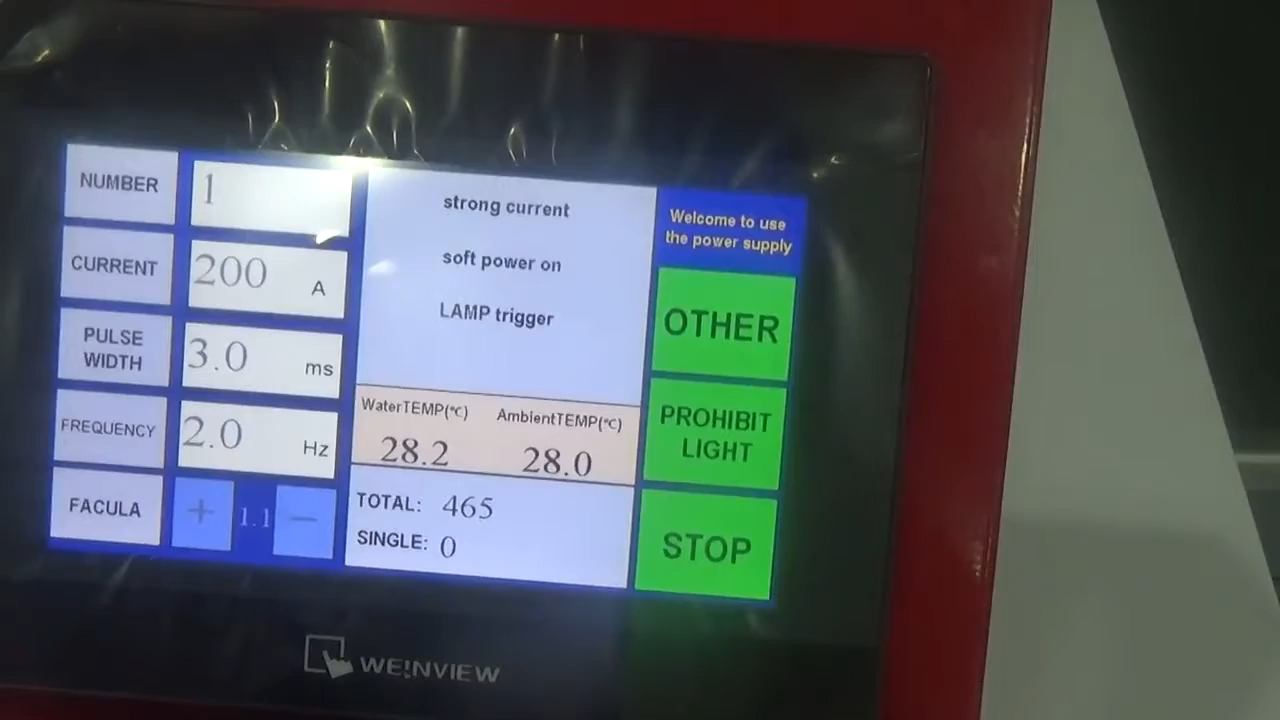 NUMBER
1
CURRENT
200 A
PULSE
WIDTH
3.0 ms
FREQUENCY
2.0 Hz
FACULA
+ 1.1 −
strong current
soft power on
LAMP trigger
WaterTEMP(℃) AmbientTEMP(℃)
28.2 28.0
TOTAL: 465
SINGLE: 0
Welcome to use
the power supply
OTHER
PROHIBIT
LIGHT
STOP
WE!NVIEW